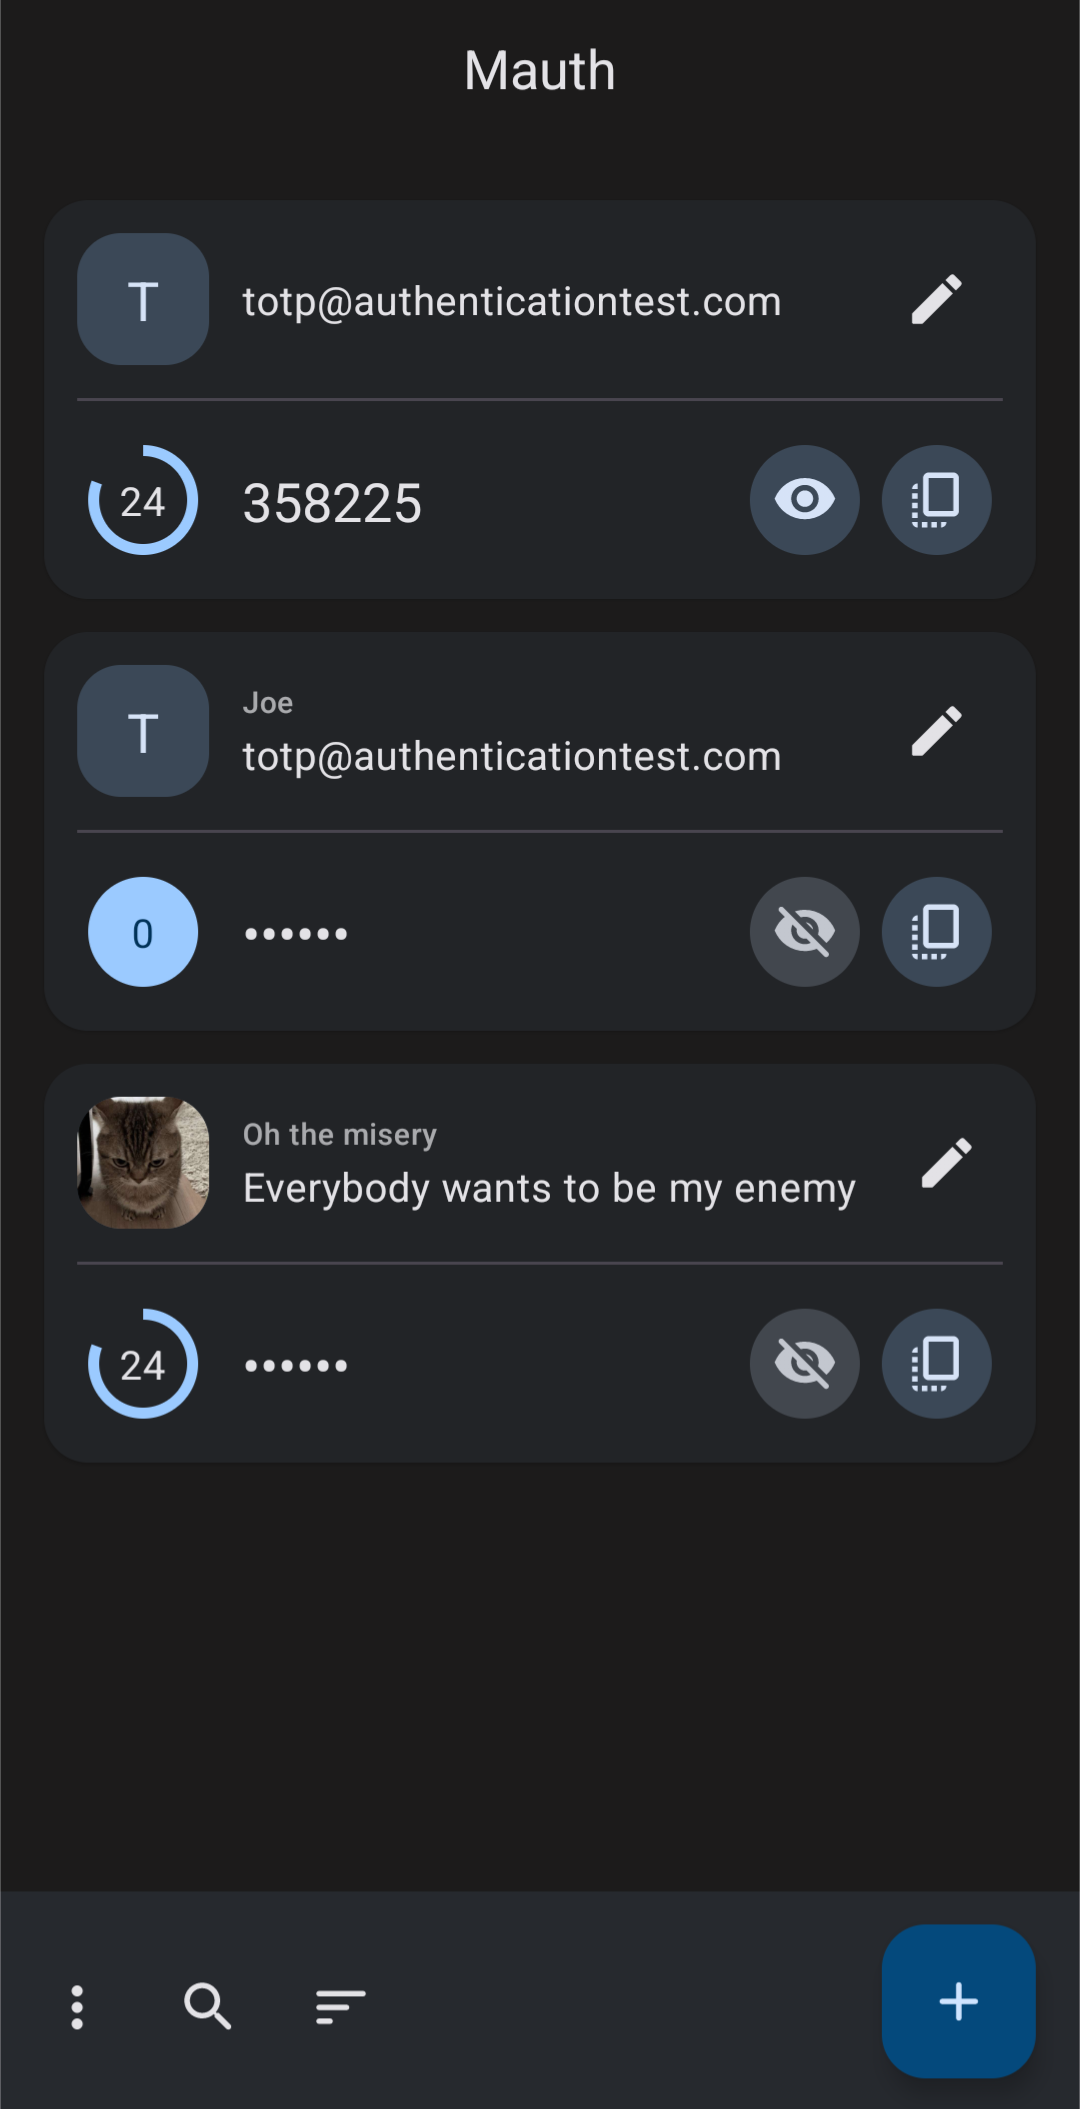 Mauth
T
totp@authenticationtest.com
24
358225
T
Joe
totp@authenticationtest.com
0
••••••
Oh the misery
Everybody wants to be my enemy
24
••••••